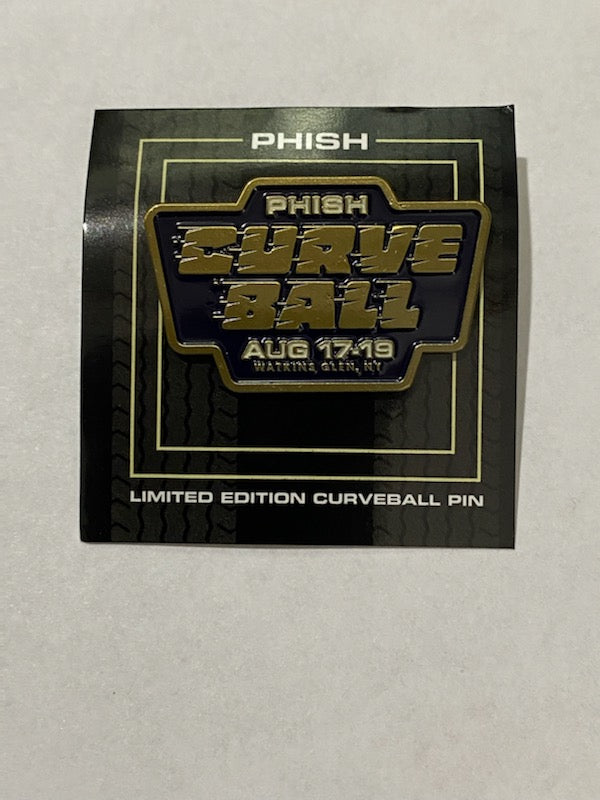 PHISH
PHISH
CURVE
BALL
AUG 17-19
WATKINS GLEN, NY
LIMITED EDITION CURVEBALL PIN